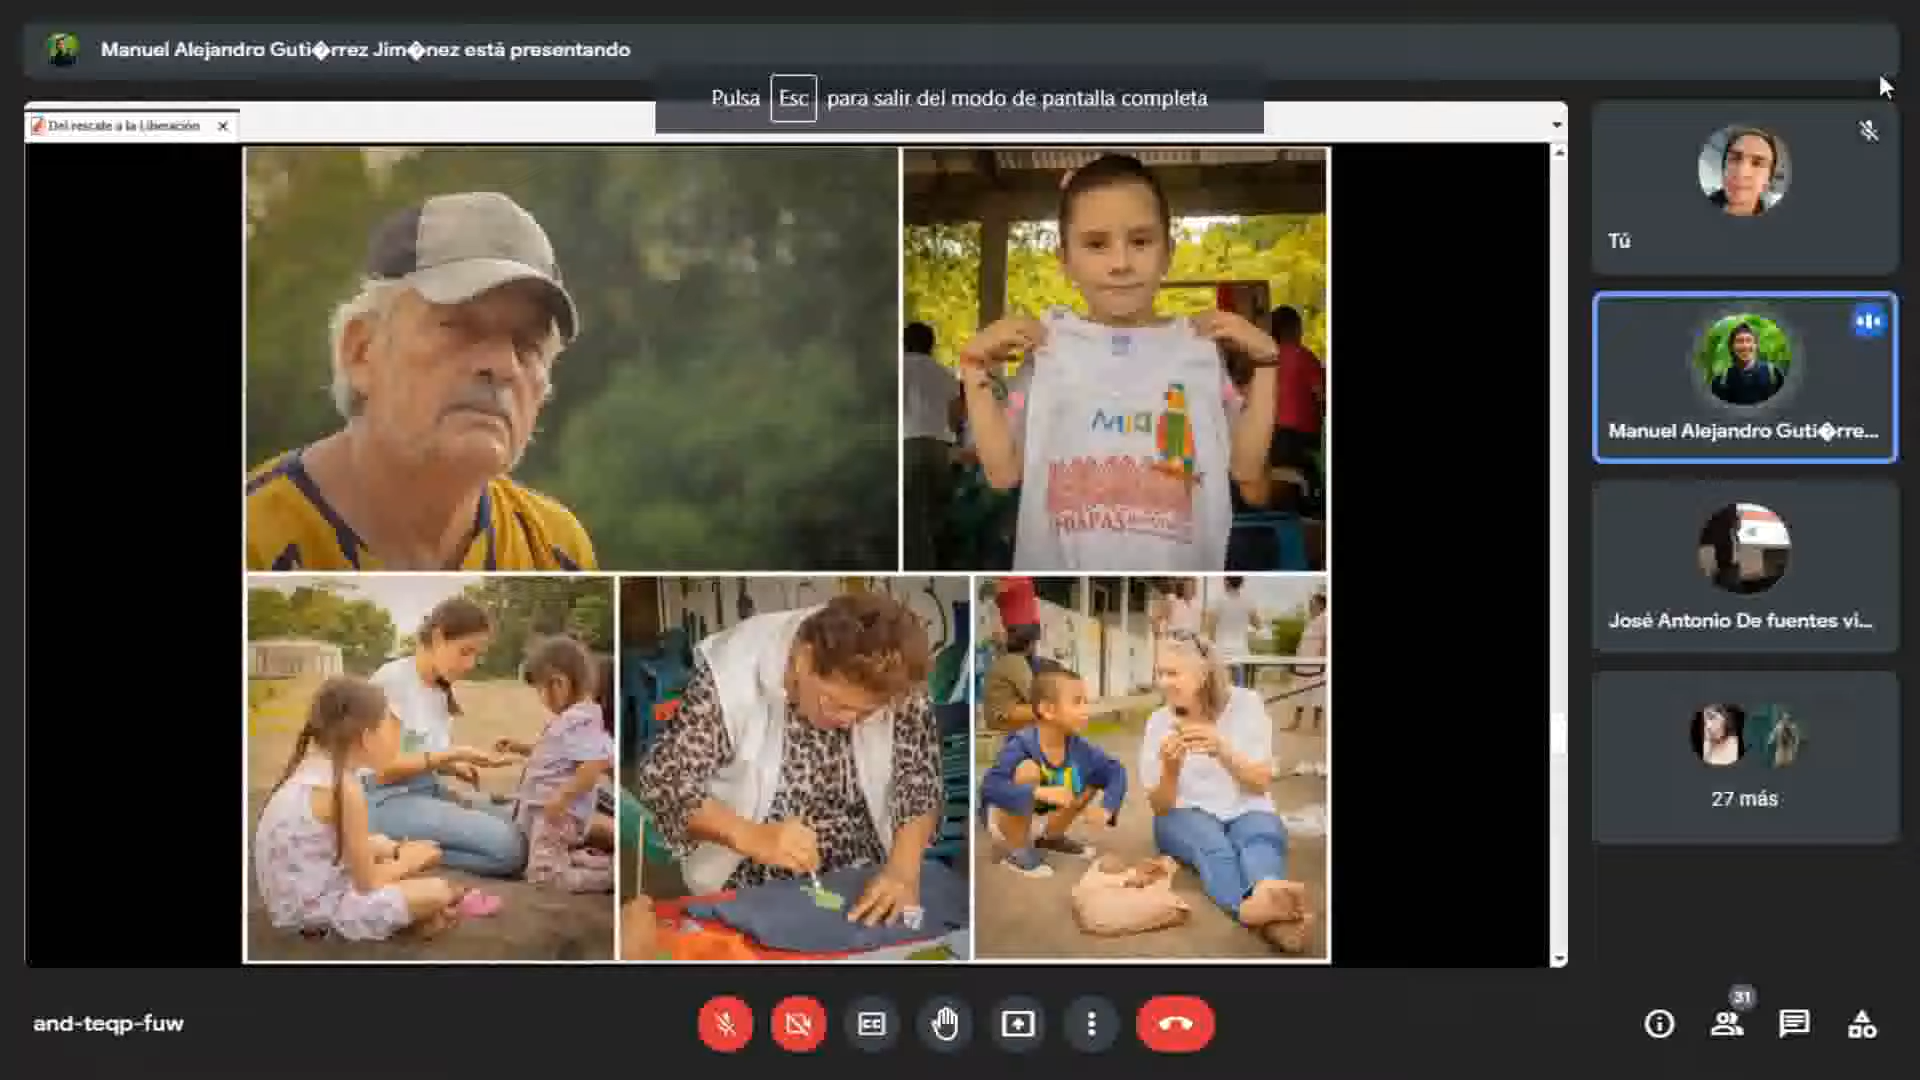 Manuel Alejandro Guti�rrez Jim�nez está presentando
Pulsa Esc para salir del modo de pantalla completa
Del rescate a la Liberación
Tú
Manuel Alejandro Guti�rre...
José Antonio De fuentes vi...
27 más
and-teqp-fuw
CC
31